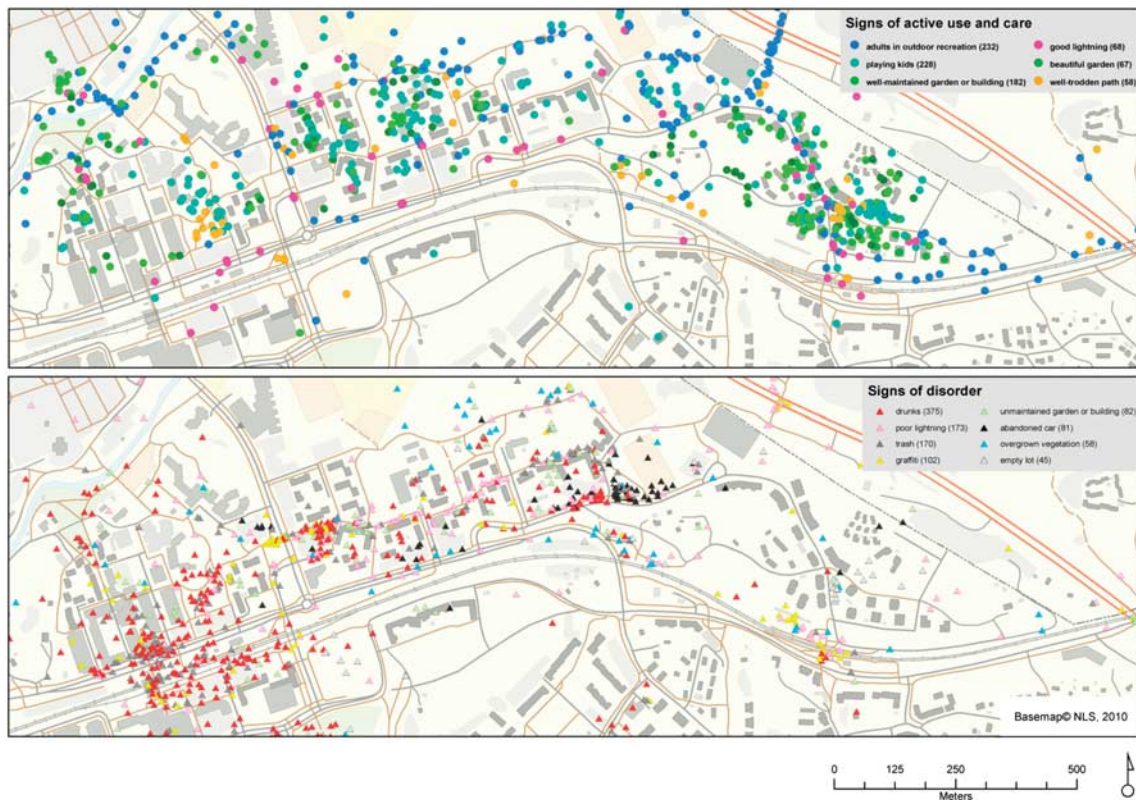 Signs of active use and care
adults in outdoor recreation (232)
good lightning (68)
playing kids (228)
beautiful garden (67)
well-maintained garden or building (182)
well-trodden path (58)
Signs of disorder
drunks (375)
unmaintained garden or building (82)
poor lightning (173)
abandoned car (81)
trash (170)
overgrown vegetation (58)
graffiti (102)
empty lot (45)
Basemap© NLS, 2010
0 125 250 500
Meters